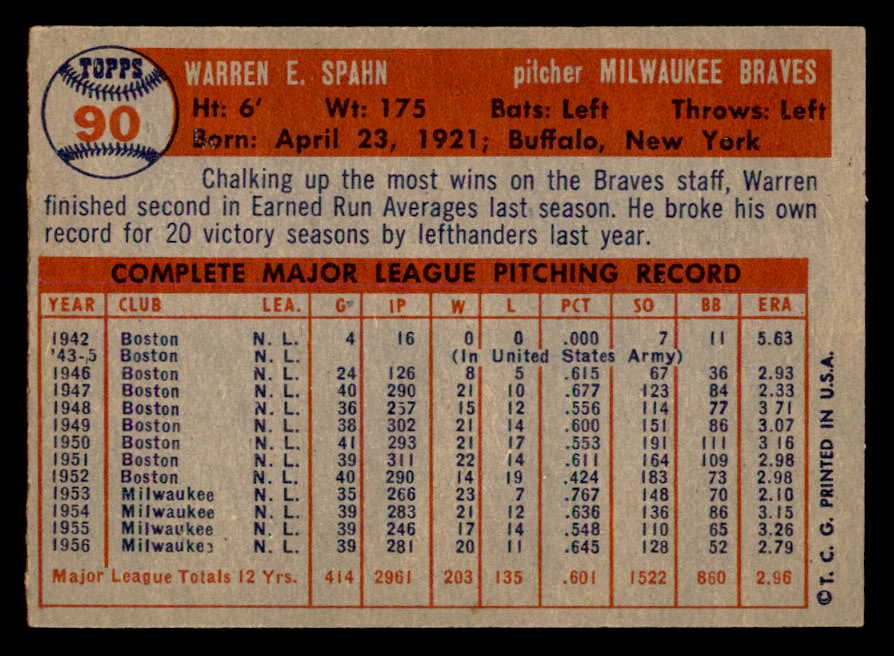 TOPPS
90
WARREN E. SPAHN pitcher MILWAUKEE BRAVES
Ht: 6' Wt: 175 Bats: Left Throws: Left
Born: April 23, 1921; Buffalo, New York
Chalking up the most wins on the Braves staff, Warren
finished second in Earned Run Averages last season. He broke his own
record for 20 victory seasons by lefthanders last year.
COMPLETE MAJOR LEAGUE PITCHING RECORD
YEAR CLUB LEA. G IP W L PCT SO BB ERA
1942 Boston N. L. 4 16 0 0 .000 7 11 5.63
'43-5 Boston N. L. (In United States Army)
1946 Boston N. L. 24 126 8 5 .615 67 36 2.93
1947 Boston N. L. 40 290 21 10 .677 123 84 2.33
1948 Boston N. L. 36 257 15 12 .556 114 77 3 71
1949 Boston N. L. 38 302 21 14 .600 151 86 3.07
1950 Boston N. L. 41 293 21 17 .553 191 111 3 16
1951 Boston N. L. 39 311 22 14 .611 164 109 2.98
1952 Boston N. L. 40 290 14 19 .424 183 73 2.98
1953 Milwaukee N. L. 35 266 23 7 .767 148 70 2.10
1954 Milwaukee N. L. 39 283 21 12 .636 136 86 3.15
1955 Milwaukee N. L. 39 246 17 14 .548 110 65 3.26
1956 Milwaukee N. L. 39 281 20 11 .645 128 52 2.79
Major League Totals 12 Yrs. 414 2961 203 135 .601 1522 860 2.96
©T. C. G. PRINTED IN U.S.A.